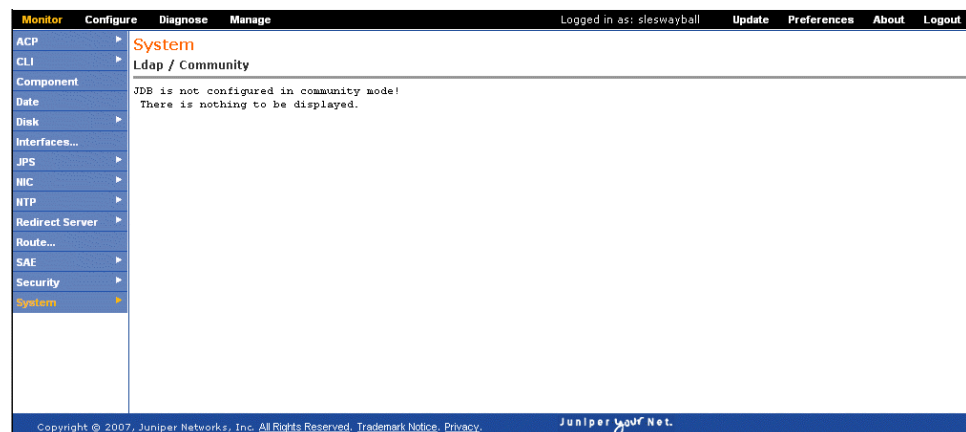 Monitor Configure Diagnose Manage Logged in as: sleswayball Update Preferences About Logout
ACP
CLI
Component
Date
Disk
Interfaces...
JPS
NIC
NTP
Redirect Server
Route...
SAE
Security
System
System
Ldap / Community
JDB is not configured in community mode!
There is nothing to be displayed.
Copyright © 2007, Juniper Networks, Inc. All Rights Reserved. Trademark Notice. Privacy.
Juniper your Net.